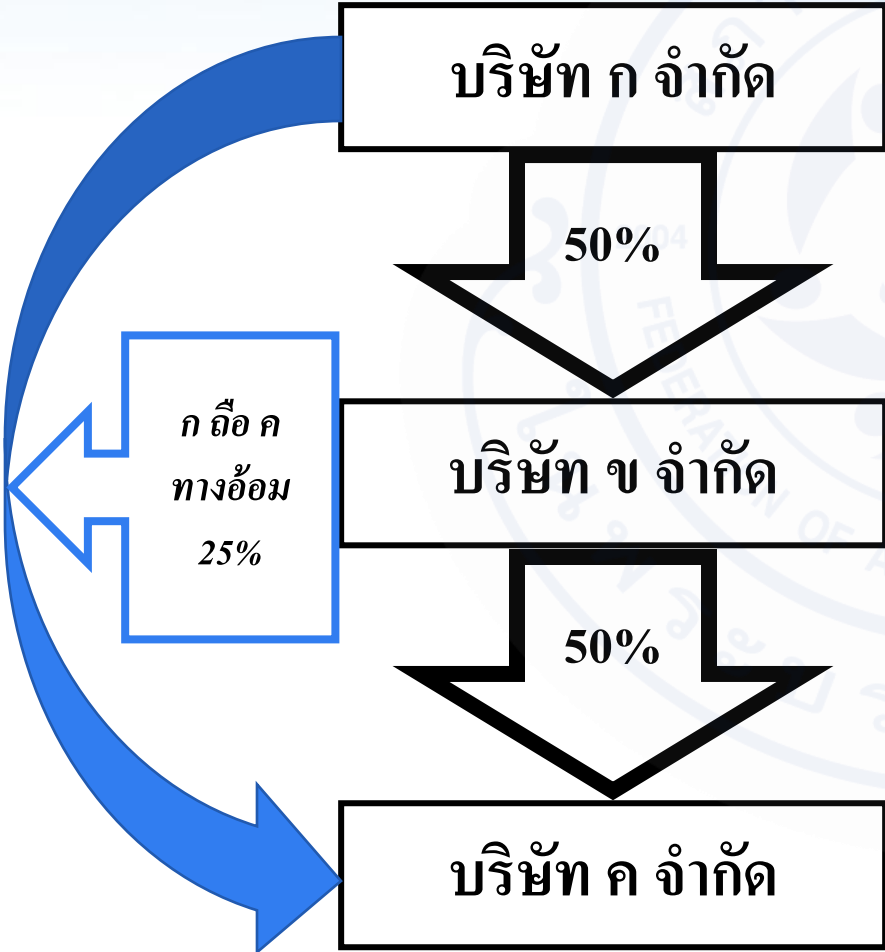 บริษัท ก จำกัด
50%
ก ถือ ค
ทางอ้อม
25%
บริษัท ข จำกัด
50%
บริษัท ค จำกัด